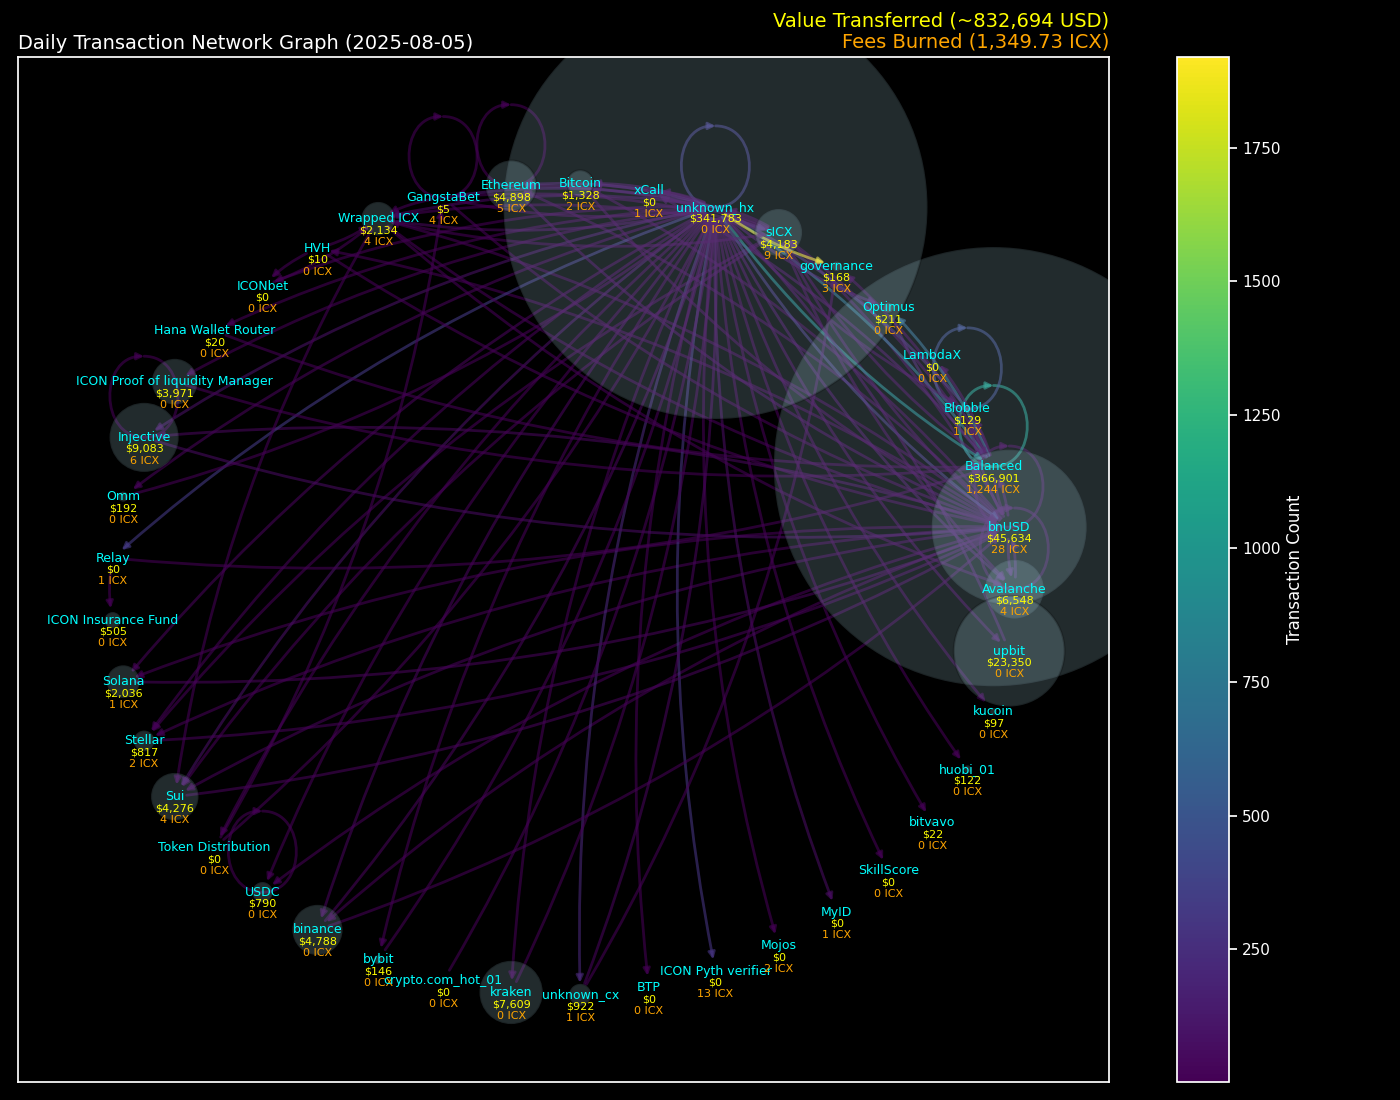 Value Transferred (~832,694 USD)
Daily Transaction Network Graph (2025-08-05)
Fees Burned (1,349.73 ICX)
Ethereum
$4,898
5 ICX
Bitcoin
$1,328
2 ICX
xCall
$0
1 ICX
GangstaBet
$5
4 ICX
unknown_hx
$341,783
0 ICX
Wrapped ICX
$2,134
4 ICX
sICX
$4,183
9 ICX
HVH
$10
0 ICX
governance
$168
3 ICX
ICONbet
$0
0 ICX
Optimus
$211
0 ICX
Hana Wallet Router
$20
0 ICX
LambdaX
$0
0 ICX
ICON Proof of liquidity Manager
$3,971
0 ICX
Blobble
$129
1 ICX
Injective
$9,083
6 ICX
Balanced
$366,901
1,244 ICX
Omm
$192
0 ICX
bnUSD
$45,634
28 ICX
Relay
$0
1 ICX
Avalanche
$6,548
4 ICX
ICON Insurance Fund
$505
0 ICX
upbit
$23,350
0 ICX
Solana
$2,036
1 ICX
kucoin
$97
0 ICX
Stellar
$817
2 ICX
huobi_01
$122
0 ICX
Sui
$4,276
4 ICX
bitvavo
$22
0 ICX
Token Distribution
$0
0 ICX
SkillScore
$0
0 ICX
USDC
$790
0 ICX
MyID
$0
1 ICX
binance
$4,788
0 ICX
Mojos
$0
2 ICX
bybit
$146
0 ICX
crypto.com_hot_01
$0
0 ICX
kraken
$7,609
0 ICX
unknown_cx
$922
1 ICX
BTP
$0
0 ICX
ICON Pyth verifier
$0
13 ICX
1750
1500
1250
1000
750
500
250
Transaction Count